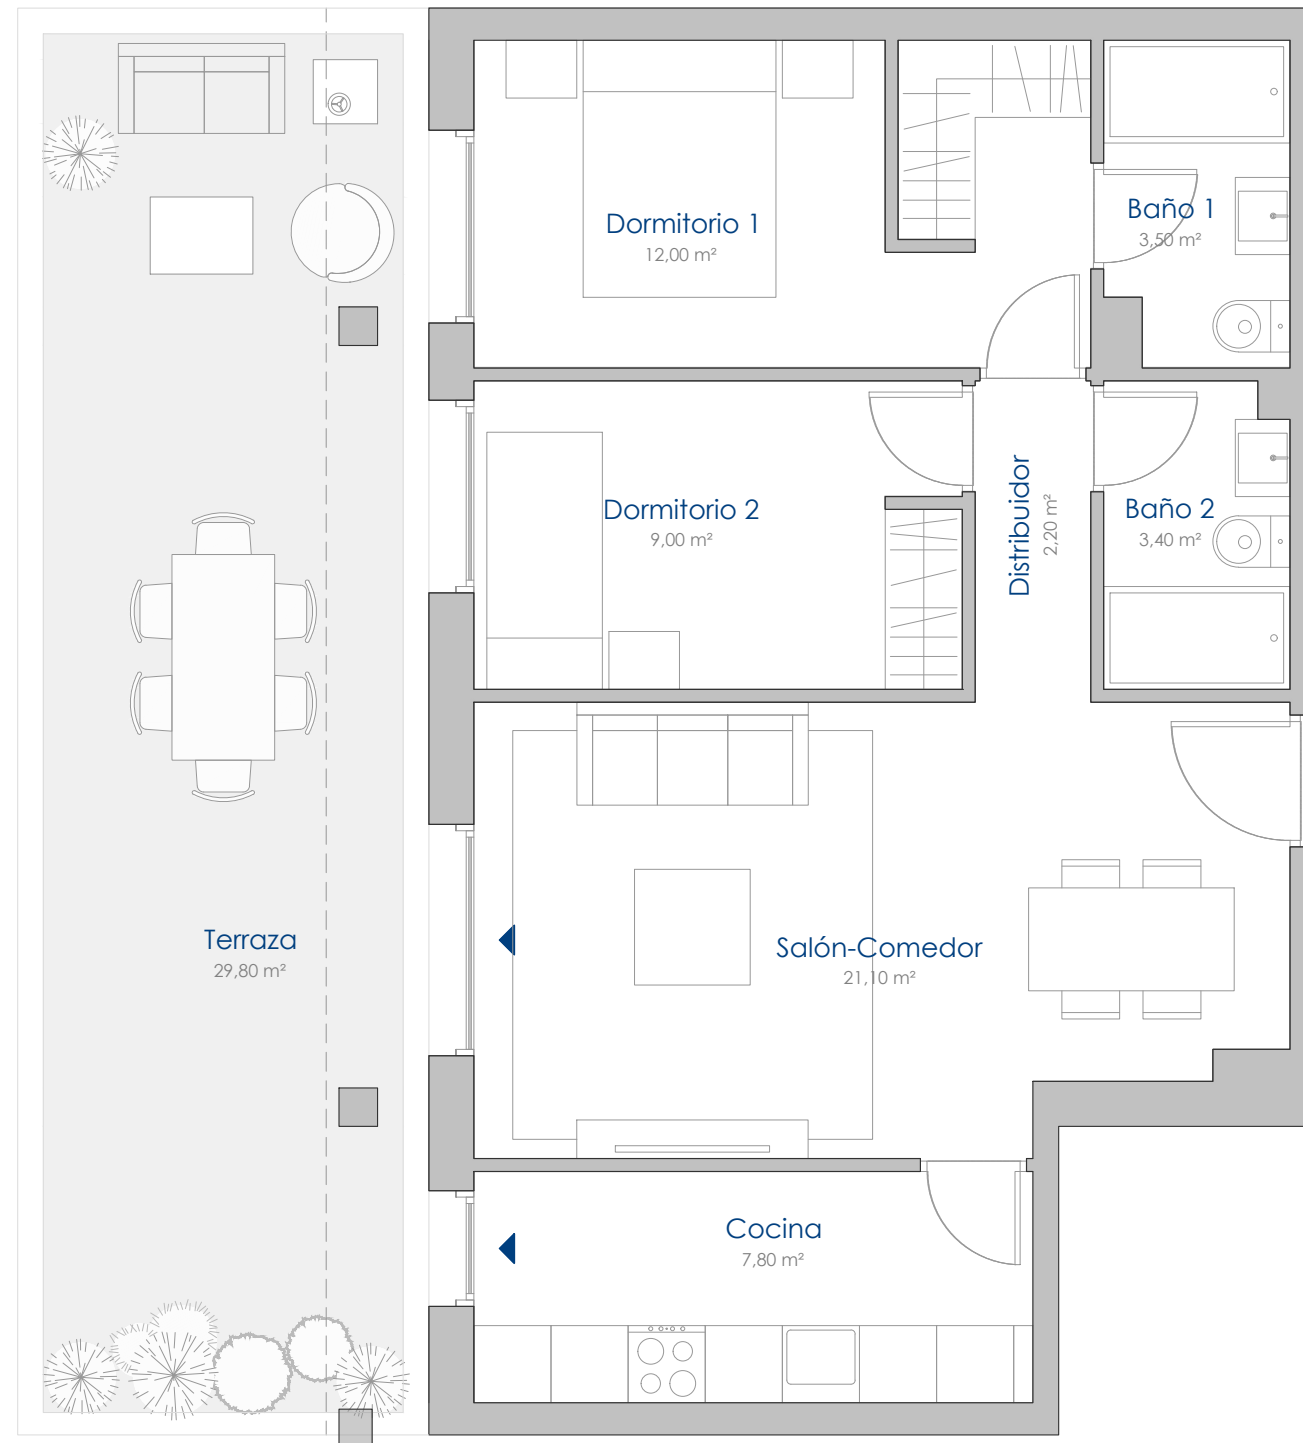 Dormitorio 1
12,00 m²
Baño 1
3,50 m²
Dormitorio 2
9,00 m²
Distribuidor
2,20 m²
Baño 2
3,40 m²
Terraza
29,80 m²
Salón-Comedor
21,10 m²
Cocina
7,80 m²